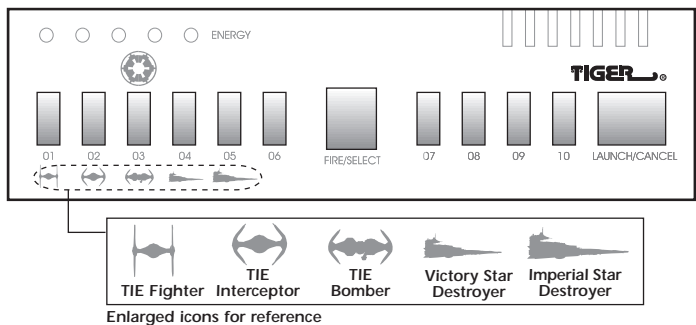 ENERGY
TIGER®
01 02 03 04 05 06 FIRE/SELECT 07 08 09 10 LAUNCH/CANCEL
TIE Fighter
TIE Interceptor
TIE Bomber
Victory Star Destroyer
Imperial Star Destroyer
Enlarged icons for reference